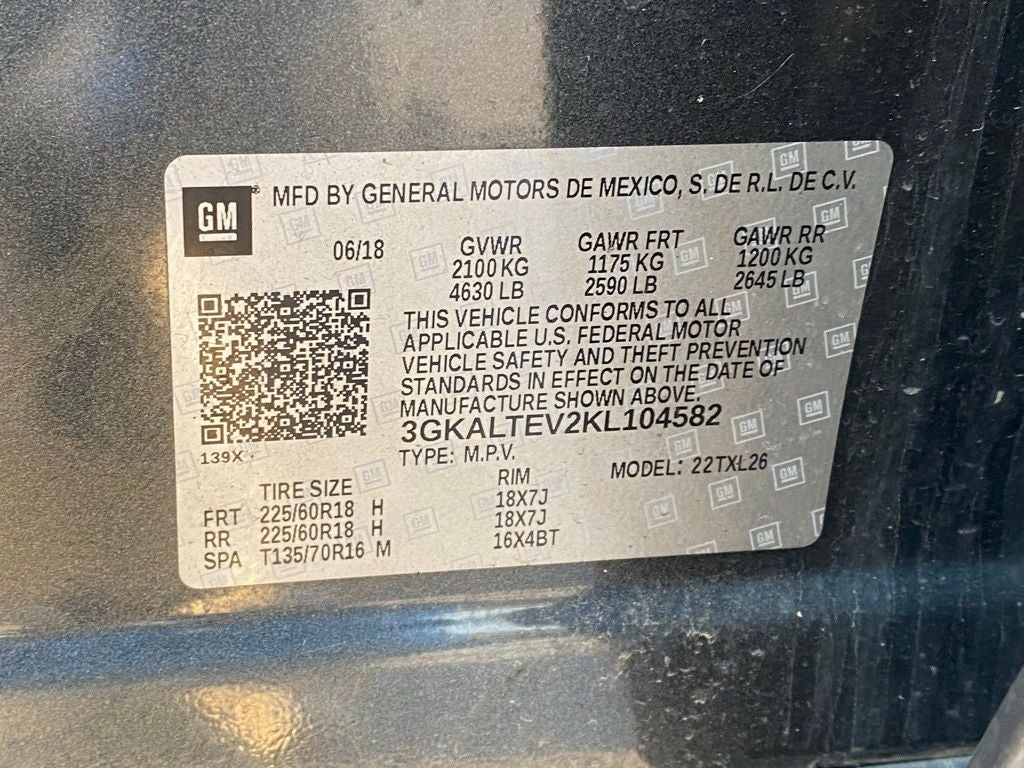 GM
MFD BY GENERAL MOTORS DE MEXICO, S. DE R.L. DE C.V.
06/18
GVWR GAWR FRT GAWR RR
2100 KG 1175 KG 1200 KG
4630 LB 2590 LB 2645 LB
THIS VEHICLE CONFORMS TO ALL
APPLICABLE U.S. FEDERAL MOTOR
VEHICLE SAFETY AND THEFT PREVENTION
STANDARDS IN EFFECT ON THE DATE OF
MANUFACTURE SHOWN ABOVE.
3GKALTEV2KL104582
139X
TYPE: M.P.V. MODEL: 22TXL26
TIRE SIZE RIM
FRT 225/60R18 H 18X7J
RR 225/60R18 H 18X7J
SPA T135/70R16 M 16X4BT